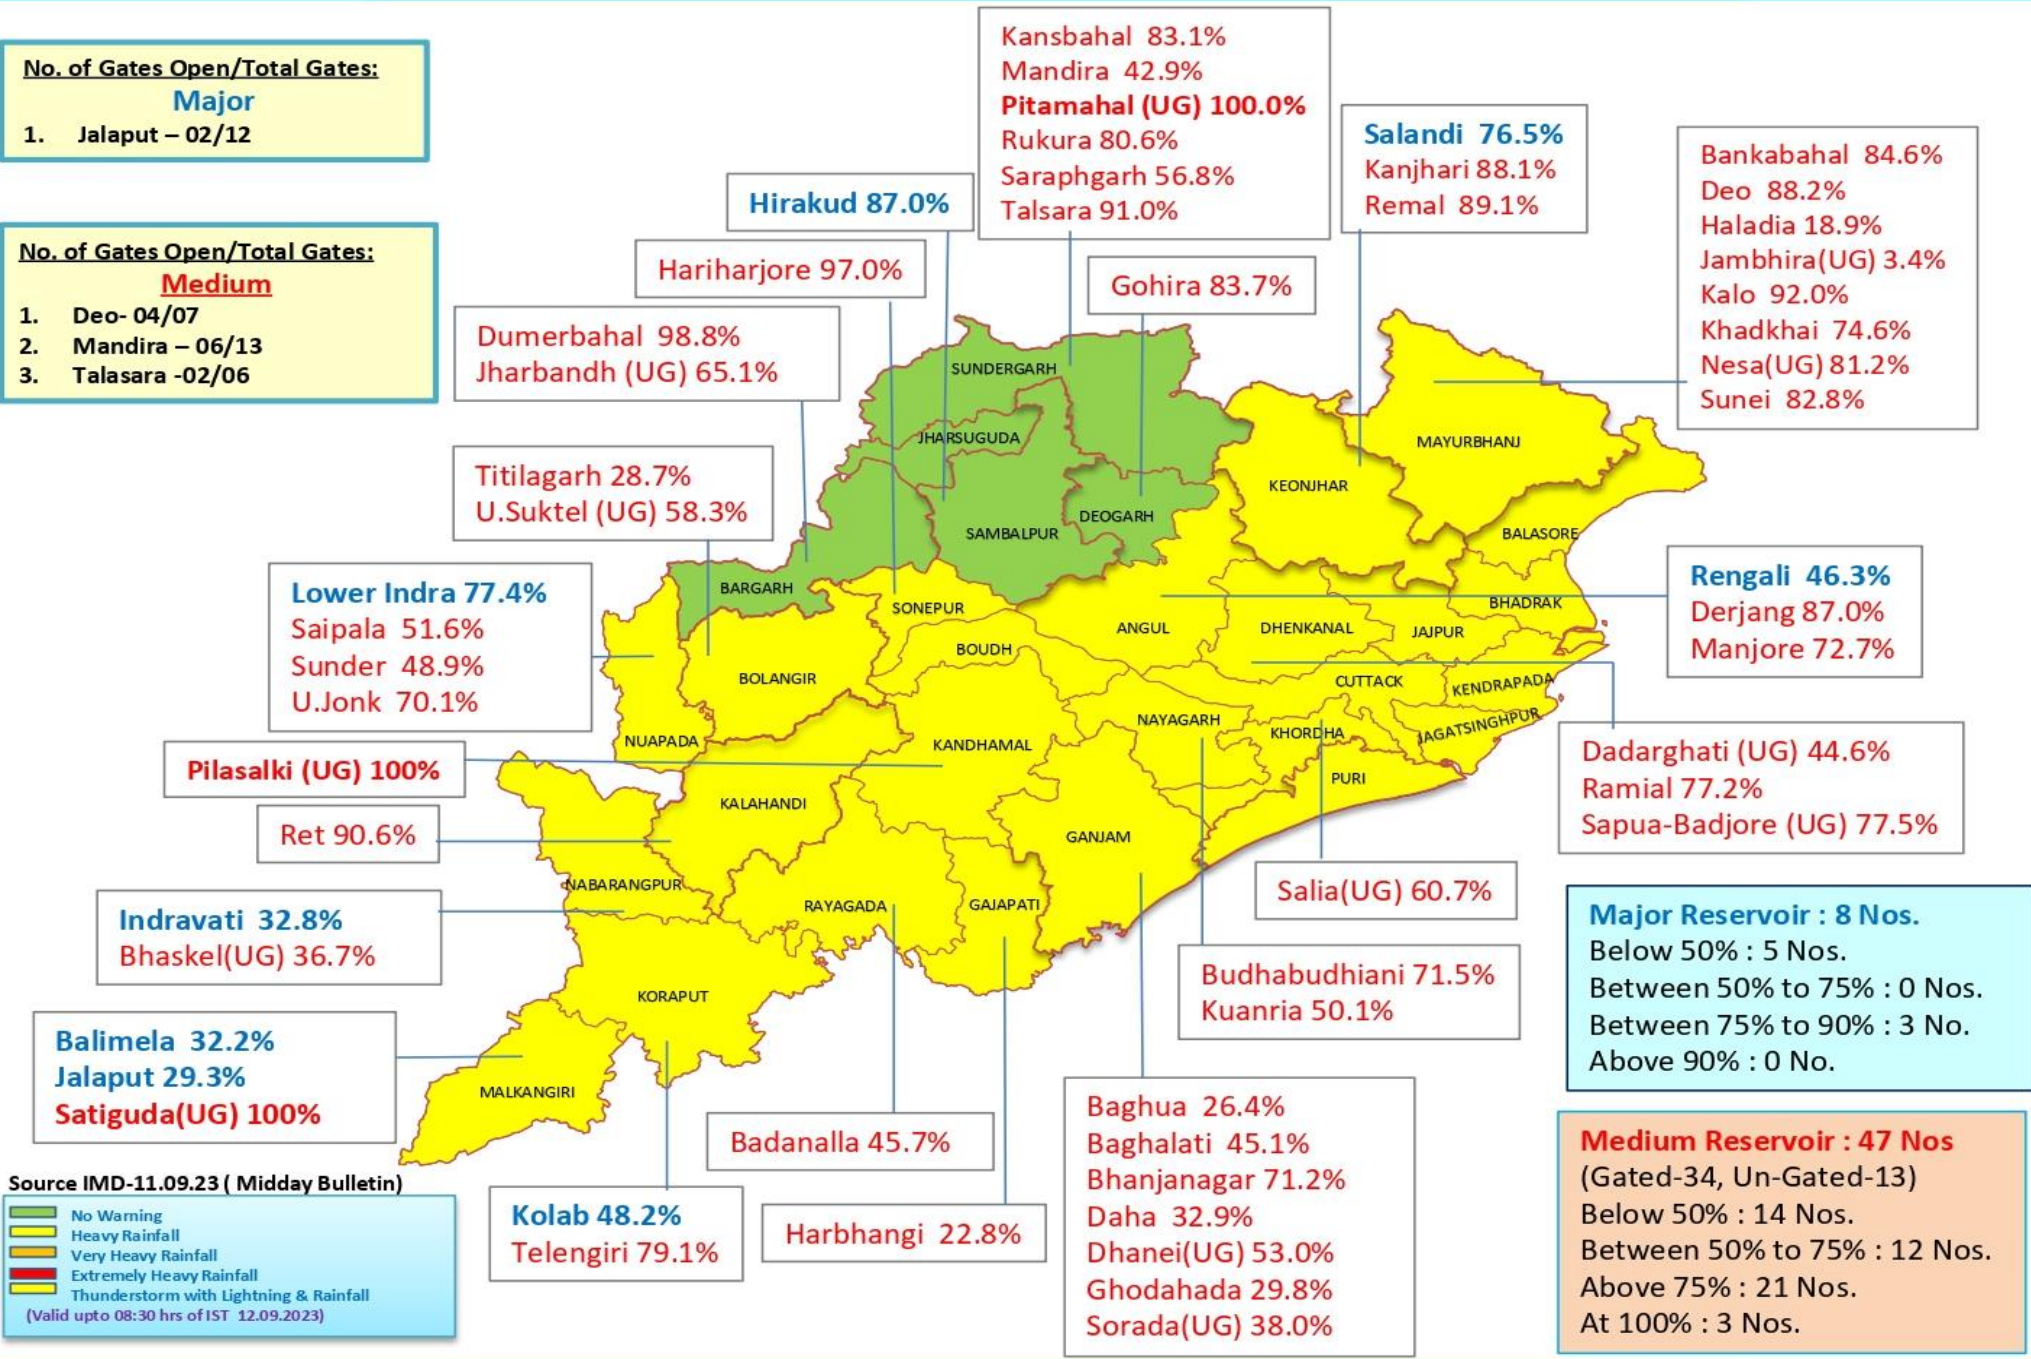 No. of Gates Open/Total Gates:
Major
1. Jalaput – 02/12
No. of Gates Open/Total Gates:
Medium
1. Deo- 04/07
2. Mandira – 06/13
3. Talasara -02/06
Kansbahal 83.1%
Mandira 42.9%
Pitamahal (UG) 100.0%
Rukura 80.6%
Saraphgarh 56.8%
Talsara 91.0%
Salandi 76.5%
Kanjhari 88.1%
Remal 89.1%
Bankabahal 84.6%
Deo 88.2%
Haladia 18.9%
Jambhira(UG) 3.4%
Kalo 92.0%
Khadkhai 74.6%
Nesa(UG) 81.2%
Sunei 82.8%
Hirakud 87.0%
Hariharjore 97.0%
Gohira 83.7%
Dumerbahal 98.8%
Jharbandh (UG) 65.1%
Titilagarh 28.7%
U.Suktel (UG) 58.3%
Lower Indra 77.4%
Saipala 51.6%
Sunder 48.9%
U.Jonk 70.1%
Pilasalki (UG) 100%
Ret 90.6%
Indravati 32.8%
Bhaskel(UG) 36.7%
Balimela 32.2%
Jalaput 29.3%
Satiguda(UG) 100%
SUNDERGARH
JHARSUGUDA
SAMBALPUR
DEOGARH
BARGARH
KEONJHAR
MAYURBHANJ
BALASORE
BHADRAK
SONEPUR
BOUDH
ANGUL
DHENKANAL
JAJPUR
BOLANGIR
CUTTACK
KENDRAPADA
NUAPADA
KANDHAMAL
NAYAGARH
KHORDHA
JAGATSINGHPUR
PURI
KALAHANDI
GANJAM
NABARANGPUR
RAYAGADA
GAJAPATI
KORAPUT
MALKANGIRI
Rengali 46.3%
Derjang 87.0%
Manjore 72.7%
Dadarghati (UG) 44.6%
Ramial 77.2%
Sapua-Badjore (UG) 77.5%
Salia(UG) 60.7%
Budhabudhiani 71.5%
Kuanria 50.1%
Badanalla 45.7%
Harbhangi 22.8%
Kolab 48.2%
Telengiri 79.1%
Baghua 26.4%
Baghalati 45.1%
Bhanjanagar 71.2%
Daha 32.9%
Dhanei(UG) 53.0%
Ghodahada 29.8%
Sorada(UG) 38.0%
Major Reservoir : 8 Nos.
Below 50% : 5 Nos.
Between 50% to 75% : 0 Nos.
Between 75% to 90% : 3 No.
Above 90% : 0 No.
Medium Reservoir : 47 Nos
(Gated-34, Un-Gated-13)
Below 50% : 14 Nos.
Between 50% to 75% : 12 Nos.
Above 75% : 21 Nos.
At 100% : 3 Nos.
Source IMD-11.09.23 ( Midday Bulletin)
No Warning
Heavy Rainfall
Very Heavy Rainfall
Extremely Heavy Rainfall
Thunderstorm with Lightning & Rainfall
(Valid upto 08:30 hrs of IST 12.09.2023)